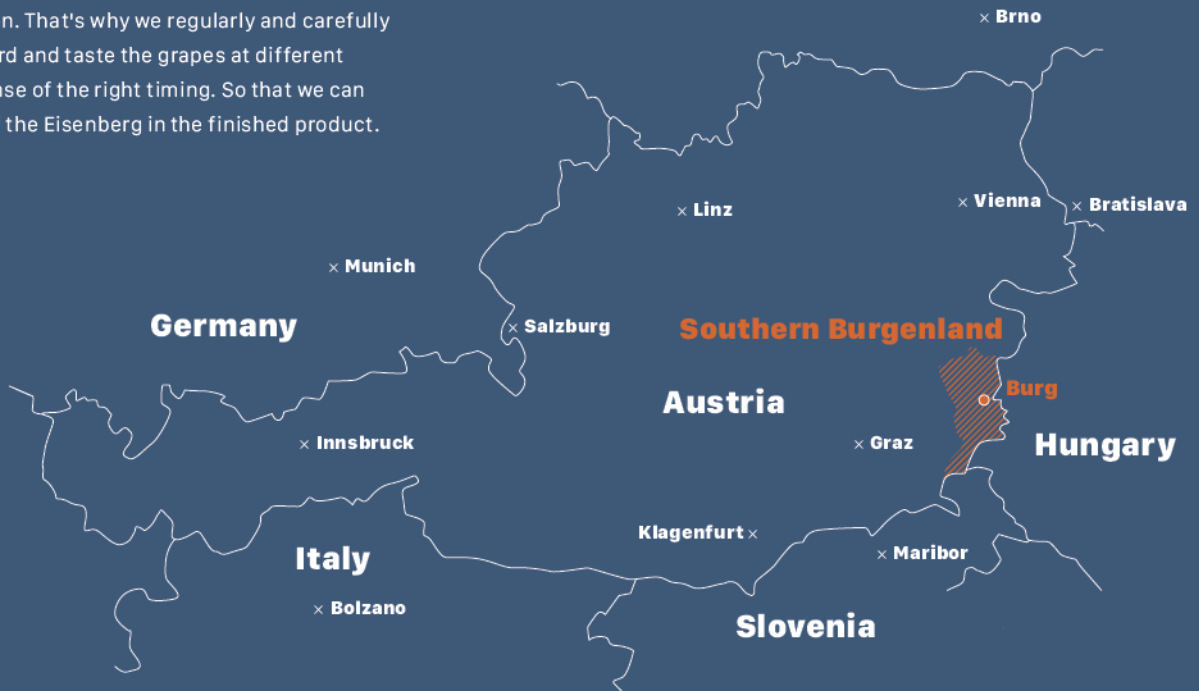 n. That's why we regularly and carefully
rd and taste the grapes at different
se of the right timing. So that we can
the Eisenberg in the finished product.
Brno
Linz
Vienna
Bratislava
Munich
Germany
Salzburg
Southern Burgenland
Austria
Burg
Innsbruck
Graz
Hungary
Klagenfurt
Maribor
Italy
Bolzano
Slovenia